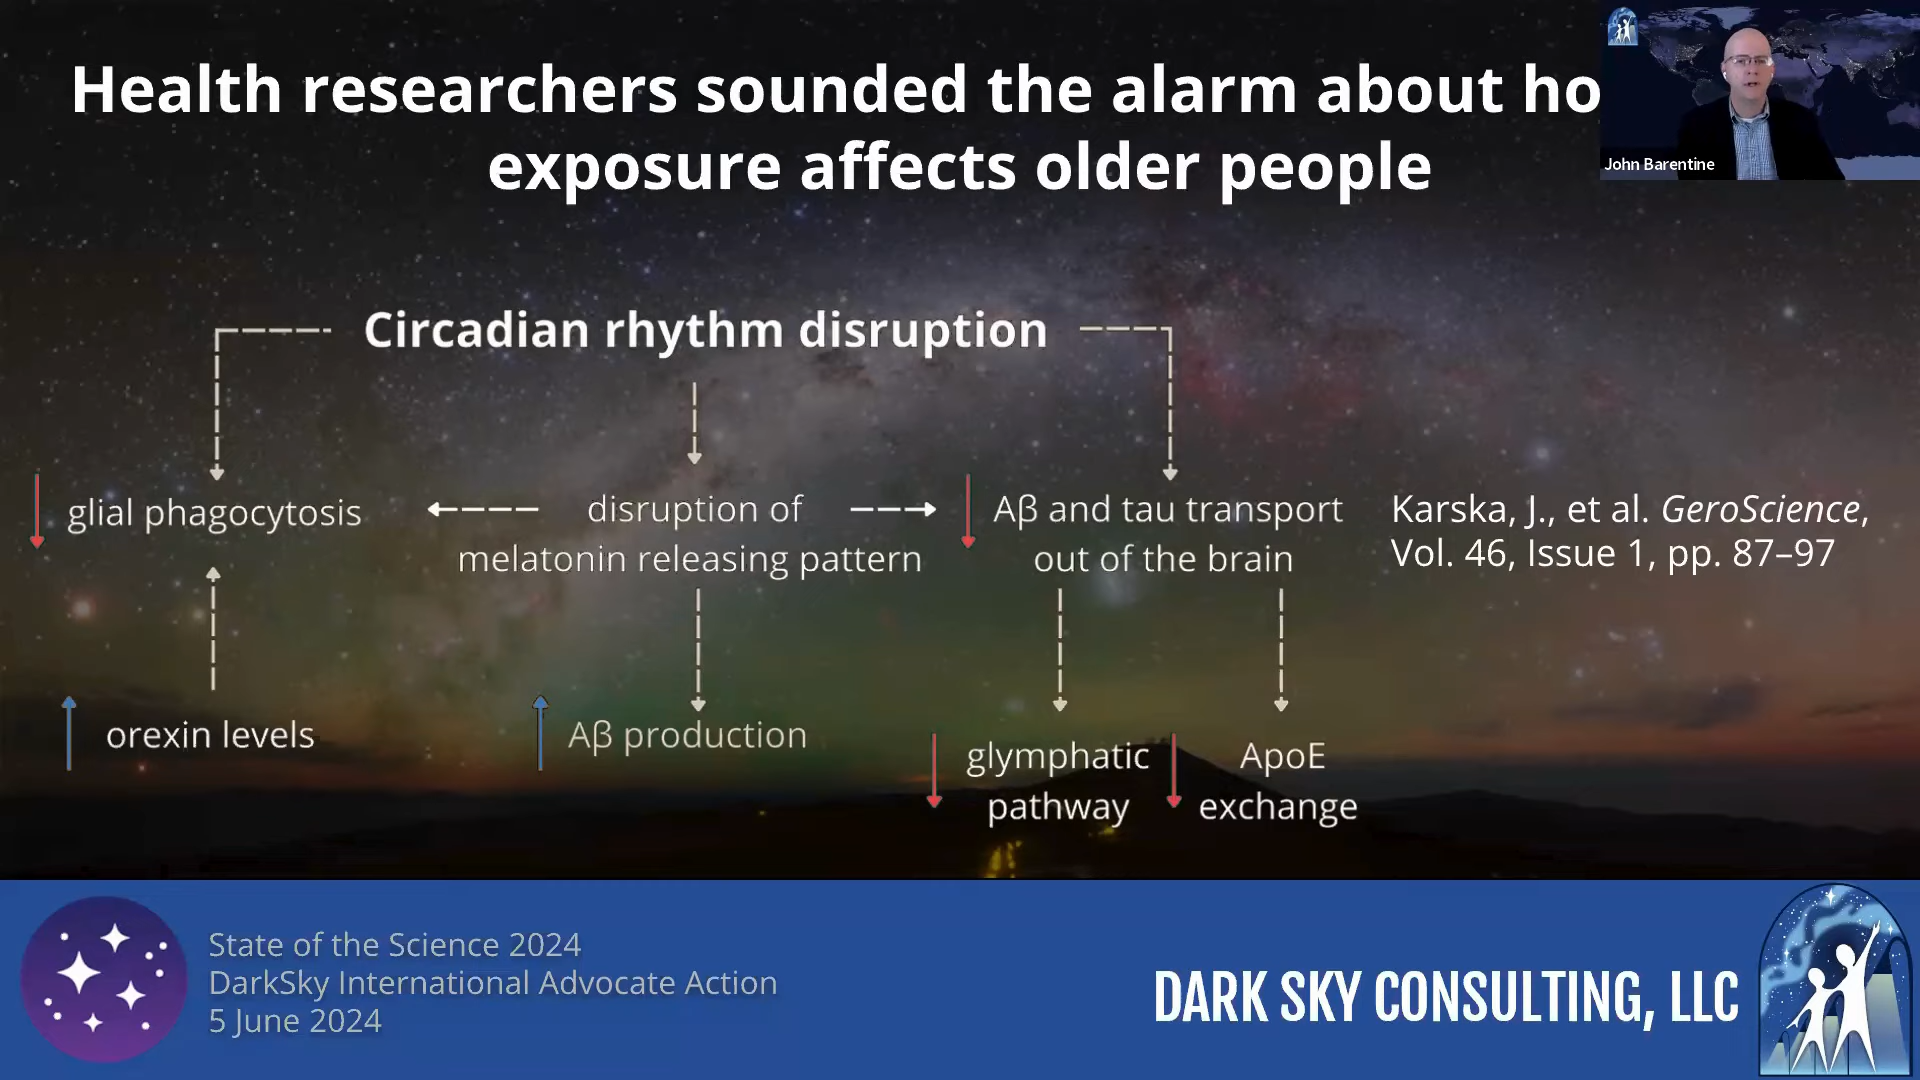 Health researchers sounded the alarm about ho
exposure affects older people
John Barentine
Circadian rhythm disruption
glial phagocytosis
disruption of
melatonin releasing pattern
Aβ and tau transport
out of the brain
Karska, J., et al. GeroScience,
Vol. 46, Issue 1, pp. 87–97
orexin levels
Aβ production
glymphatic
pathway
ApoE
exchange
State of the Science 2024
DarkSky International Advocate Action
5 June 2024
DARK SKY CONSULTING, LLC